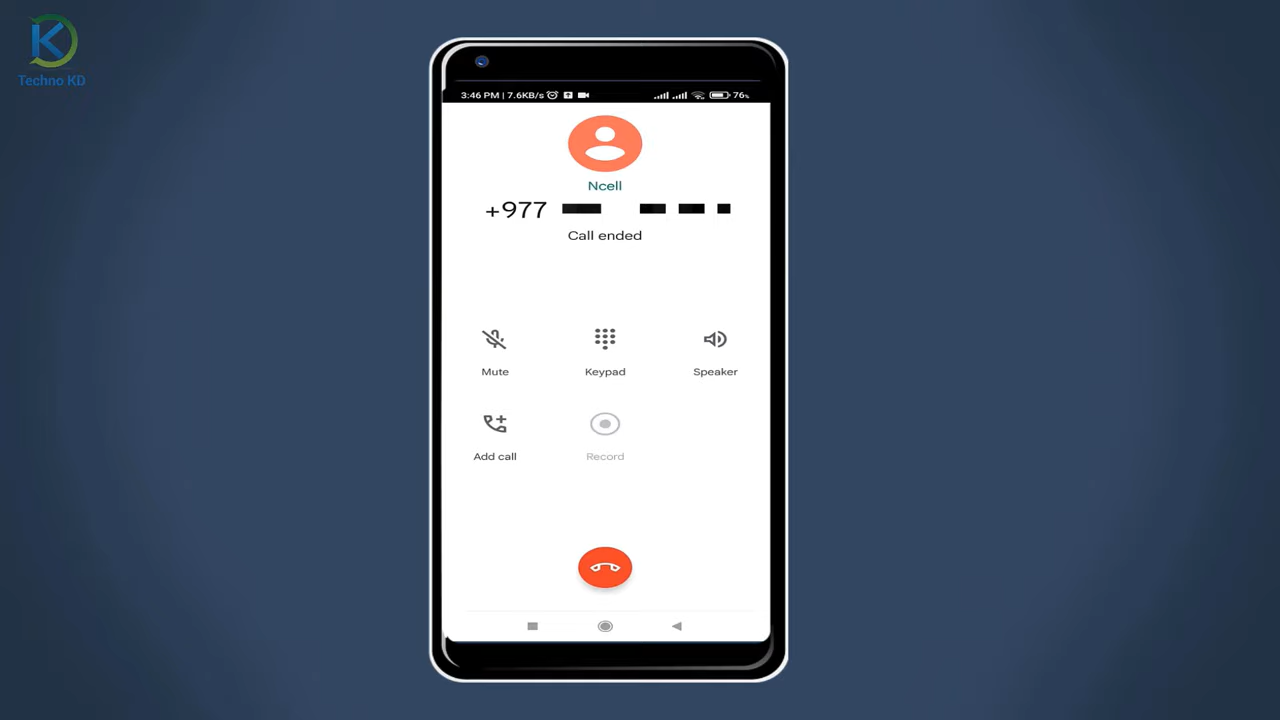 Techno KD
3:46 PM | 7.6KB/s 76%
Ncell
+977
Call ended
Mute Keypad Speaker
Add call Record